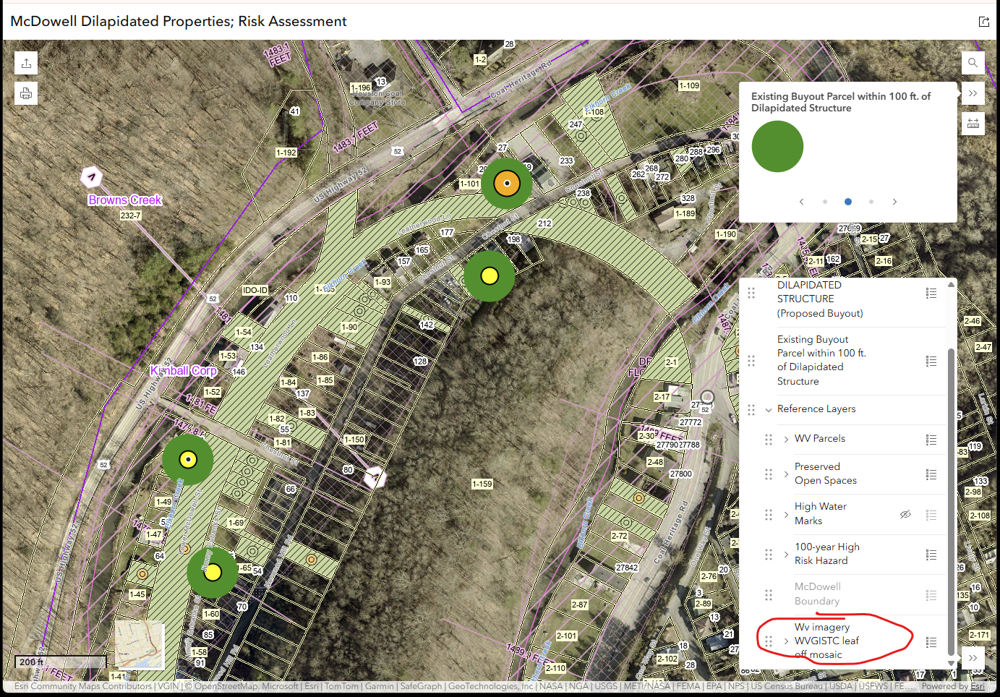 McDowell Dilapidated Properties; Risk Assessment
Existing Buyout Parcel within 100 ft. of
Dilapidated Structure
DILAPIDATED
STRUCTURE
(Proposed Buyout)
Existing Buyout
Parcel within 100 ft.
of Dilapidated
Structure
Reference Layers
WV Parcels
Preserved
Open Spaces
High Water
Marks
100-year High
Risk Hazard
McDowell
Boundary
Wv imagery
WVGISTC leaf
off mosaic
1483.1
FEET
28
1-2
13
1-196
Houston Coal
Company Store
Coal Heritage Rd
1-109
Elkhorn Creek
1-108
41
247
1483.1 FEET
1-192
52
27
233
288
296
280
268
262
272
US Highway 52
1-101
Chestnut St
238
328
1-189
Browns Creek
232-7
Leatherwood Ln
212
177
198
1-190
165
157
2-15
27
162
2-11
2-16
52
IDO-ID
110
1-93
Elkhorn Creek
Chestnut St
142
1-90
1-54
134
1-53
146
1-86
128
Kimball Corp
1-84
1-85
137
1-52
1-83
1-82
55
1-81
1-150
80
66
52
2-1
2-17
52
27772
2-30
27790
27788
2-48
27800
1-159
2-46
2-47
119
133
2-98
2-108
1-49
1-47
64
1-69
1-65
54
1-45
70
1-60
85
1-58
91
1-41
2-72
27842
Coal Heritage Rd
2-76
20
3
2-89
13
21
2-87
2-101
18
2-102
28
2-110
16
10
2-171
17
200 ft
Esri Community Maps Contributors | VGIN | © OpenStreetMap, Microsoft | Esri | TomTom | Garmin | SafeGraph | GeoTechnologies, Inc | NASA | NGA | USGS | METI/NASA | FEMA | EPA | NPS | US Census Bureau | USDA | USFWS | FE...
Powered by Esri